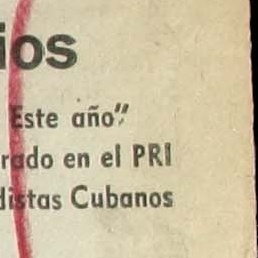 ios
Este año"
rado en el PRI
distas Cubanos